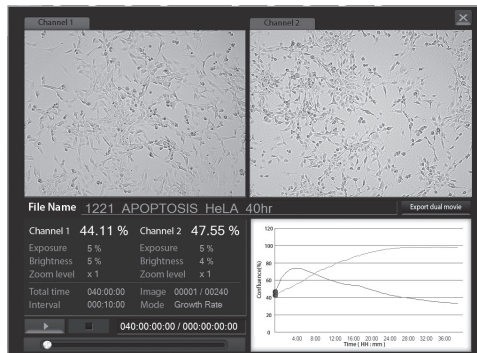 Channel 1
Channel 2
File Name 1221 APOPTOSIS HeLA 40hr
Export dual movie
Channel 1 44.11 % Channel 2 47.55 %
Exposure 5 % Exposure 5 %
Brightness 5 % Brightness 4 %
Zoom level x 1 Zoom level x 1
Total time 040:00:00 Image 00001 / 00240
Interval 000:10:00 Mode Growth Rate
040:00:00:00 / 000:00:00:00
Confluence(%)
120
100
80
60
40
20
0
4:00 8:00 12:00 16:00 20:00 24:00 28:00 32:00 36:00
Time ( HH : mm )